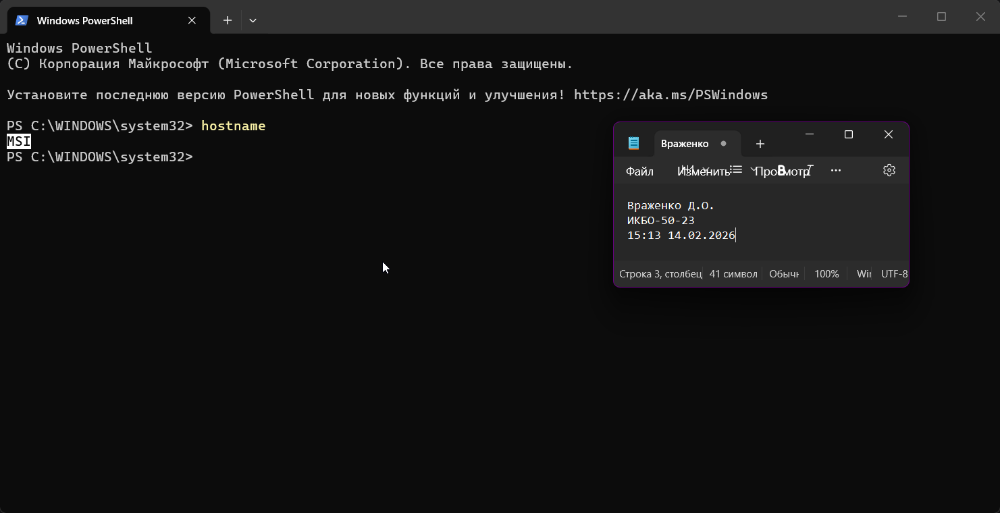 Windows PowerShell
Windows PowerShell
(C) Корпорация Майкрософт (Microsoft Corporation). Все права защищены.
Установите последнюю версию PowerShell для новых функций и улучшения! https://aka.ms/PSWindows
PS C:\WINDOWS\system32> hostname
MSI
PS C:\WINDOWS\system32>
Враженко
Файл Изменить Просмотр
Враженко Д.О.
ИКБО-50-23
15:13 14.02.2026
Строка 3, столбец 41 символ 100% UTF-8